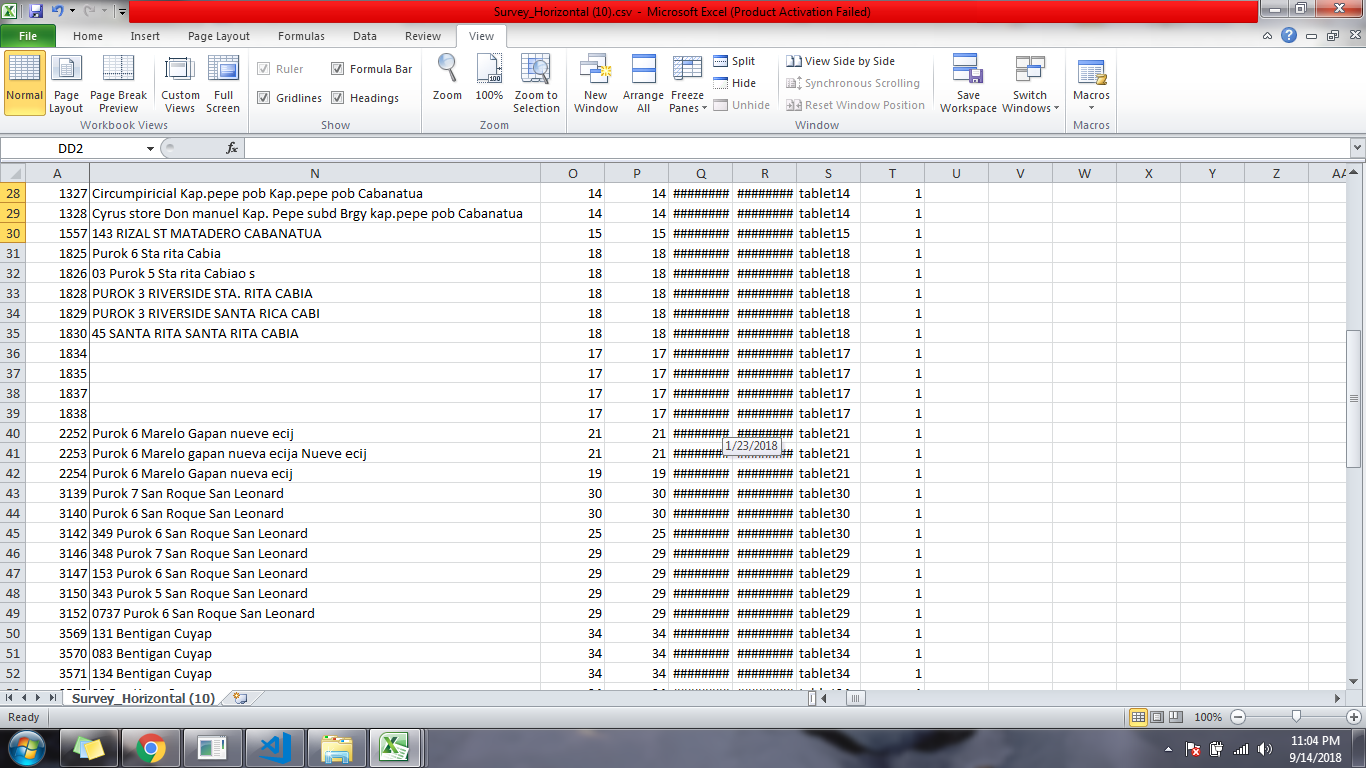 Survey_Horizontal (10).csv - Microsoft Excel (Product Activation Failed)
File Home Insert Page Layout Formulas Data Review View
Normal Page Layout Page Break Preview Custom Views Full Screen
Ruler Formula Bar
Gridlines Headings
Zoom 100% Zoom to Selection
New Window Arrange All Freeze Panes Split Hide Unhide
View Side by Side
Synchronous Scrolling
Reset Window Position
Save Workspace Switch Windows Macros
Workbook Views Show Zoom Window Macros
DD2 fx
A N O P Q R S T U V W X Y Z AA
28 1327 Circumpiricial Kap.pepe pob Kap.pepe pob Cabanatua 14 14 ######## ######## tablet14 1
29 1328 Cyrus store Don manuel Kap. Pepe subd Brgy kap.pepe pob Cabanatua 14 14 ######## ######## tablet14 1
30 1557 143 RIZAL ST MATADERO CABANATUA 15 15 ######## ######## tablet15 1
31 1825 Purok 6 Sta rita Cabia 18 18 ######## ######## tablet18 1
32 1826 03 Purok 5 Sta rita Cabiao s 18 18 ######## ######## tablet18 1
33 1828 PUROK 3 RIVERSIDE STA. RITA CABIA 18 18 ######## ######## tablet18 1
34 1829 PUROK 3 RIVERSIDE SANTA RICA CABI 18 18 ######## ######## tablet18 1
35 1830 45 SANTA RITA SANTA RITA CABIA 18 18 ######## ######## tablet18 1
36 1834 17 17 ######## ######## tablet17 1
37 1835 17 17 ######## ######## tablet17 1
38 1837 17 17 ######## ######## tablet17 1
39 1838 17 17 ######## ######## tablet17 1
40 2252 Purok 6 Marelo Gapan nueve ecij 21 21 ######## ######## tablet21 1
1/23/2018
41 2253 Purok 6 Marelo gapan nueva ecija Nueve ecij 21 21 ######## ######## tablet21 1
42 2254 Purok 6 Marelo Gapan nueva ecij 19 19 ######## ######## tablet21 1
43 3139 Purok 7 San Roque San Leonard 30 30 ######## ######## tablet30 1
44 3140 Purok 6 San Roque San Leonard 30 30 ######## ######## tablet30 1
45 3142 349 Purok 6 San Roque San Leonard 25 25 ######## ######## tablet30 1
46 3146 348 Purok 7 San Roque San Leonard 29 29 ######## ######## tablet29 1
47 3147 153 Purok 6 San Roque San Leonard 29 29 ######## ######## tablet29 1
48 3150 343 Purok 5 San Roque San Leonard 29 29 ######## ######## tablet29 1
49 3152 0737 Purok 6 San Roque San Leonard 29 29 ######## ######## tablet29 1
50 3569 131 Bentigan Cuyap 34 34 ######## ######## tablet34 1
51 3570 083 Bentigan Cuyap 34 34 ######## ######## tablet34 1
52 3571 134 Bentigan Cuyap 34 34 ######## ######## tablet34 1
Survey_Horizontal (10)
Ready 100%
11:04 PM
9/14/2018